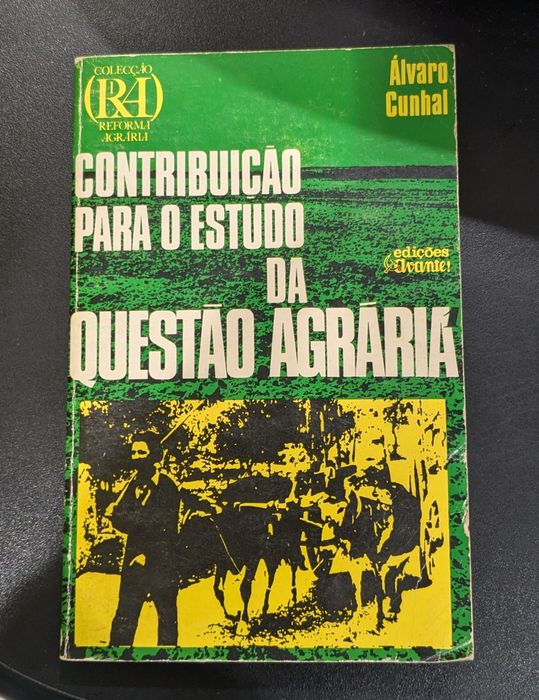 COLECÇÃO
RA
REFORMA
AGRÁRIA
Álvaro
Cunhal
CONTRIBUIÇÃO
PARA O ESTUDO
DA
QUESTÃO AGRÁRIA
edições
Avante!